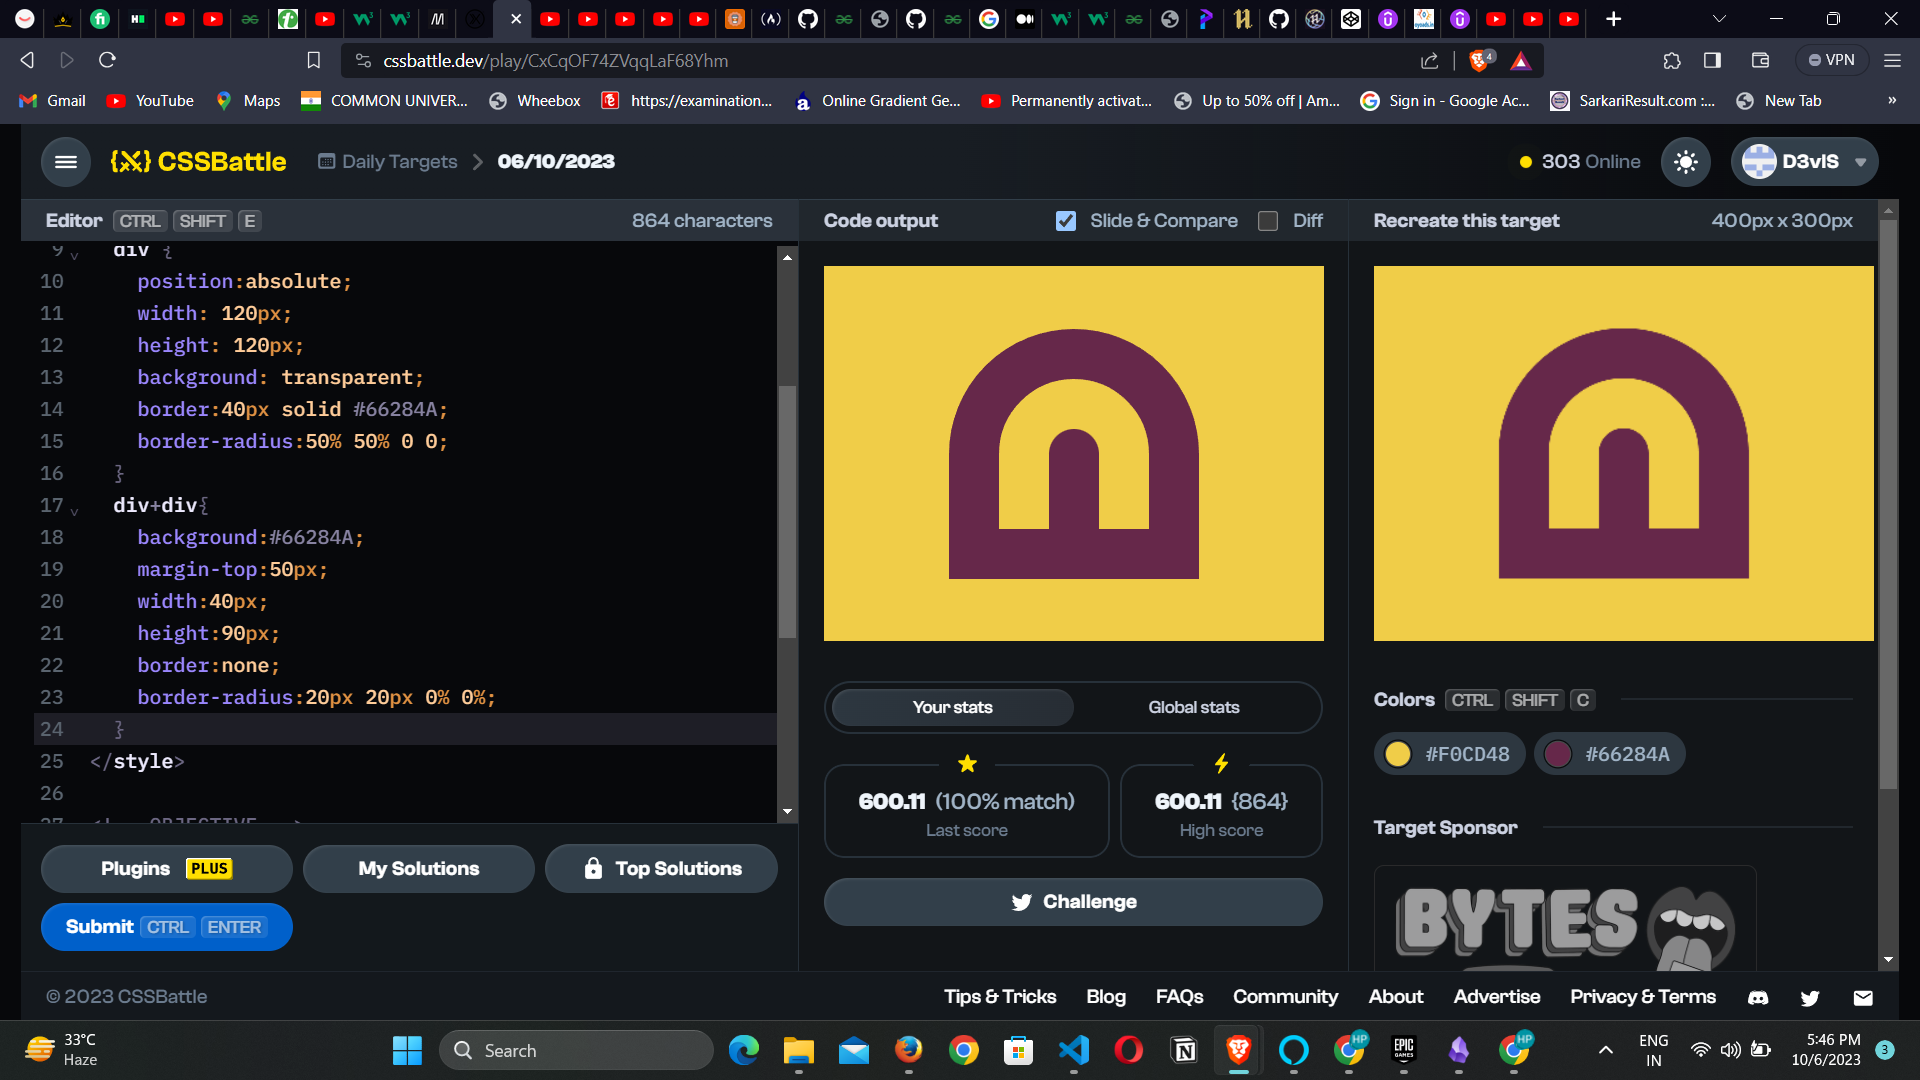 cssbattle.dev/play/CxCqOF74ZVqqLaF68Yhm
4
VPN
Gmail
YouTube
Maps
COMMON UNIVER...
Wheebox
https://examination...
Online Gradient Ge...
Permanently activat...
Up to 50% off | Am...
Sign in - Google Ac...
SarkariResult.com :...
New Tab
»
CSSBattle
Daily Targets
06/10/2023
303 Online
D3vlS
Editor CTRL SHIFT E
864 characters
9 div {
10 position:absolute;
11 width: 120px;
12 height: 120px;
13 background: transparent;
14 border:40px solid #66284A;
15 border-radius:50% 50% 0 0;
16 }
17 div+div{
18 background:#66284A;
19 margin-top:50px;
20 width:40px;
21 height:90px;
22 border:none;
23 border-radius:20px 20px 0% 0%;
24 }
25 </style>
26
27 <!-- OBJECTIVE -->
Plugins PLUS
My Solutions
Top Solutions
Submit CTRL ENTER
Code output
Slide & Compare
Diff
Your stats
Global stats
600.11 (100% match)
Last score
600.11 {864}
High score
Challenge
Recreate this target
400px x 300px
Colors CTRL SHIFT C
#F0CD48
#66284A
Target Sponsor
BYTES
© 2023 CSSBattle
Tips & Tricks
Blog
FAQs
Community
About
Advertise
Privacy & Terms
33°C
Haze
Search
HP
EPIC GAMES
HP
ENG
IN
5:46 PM
10/6/2023
3